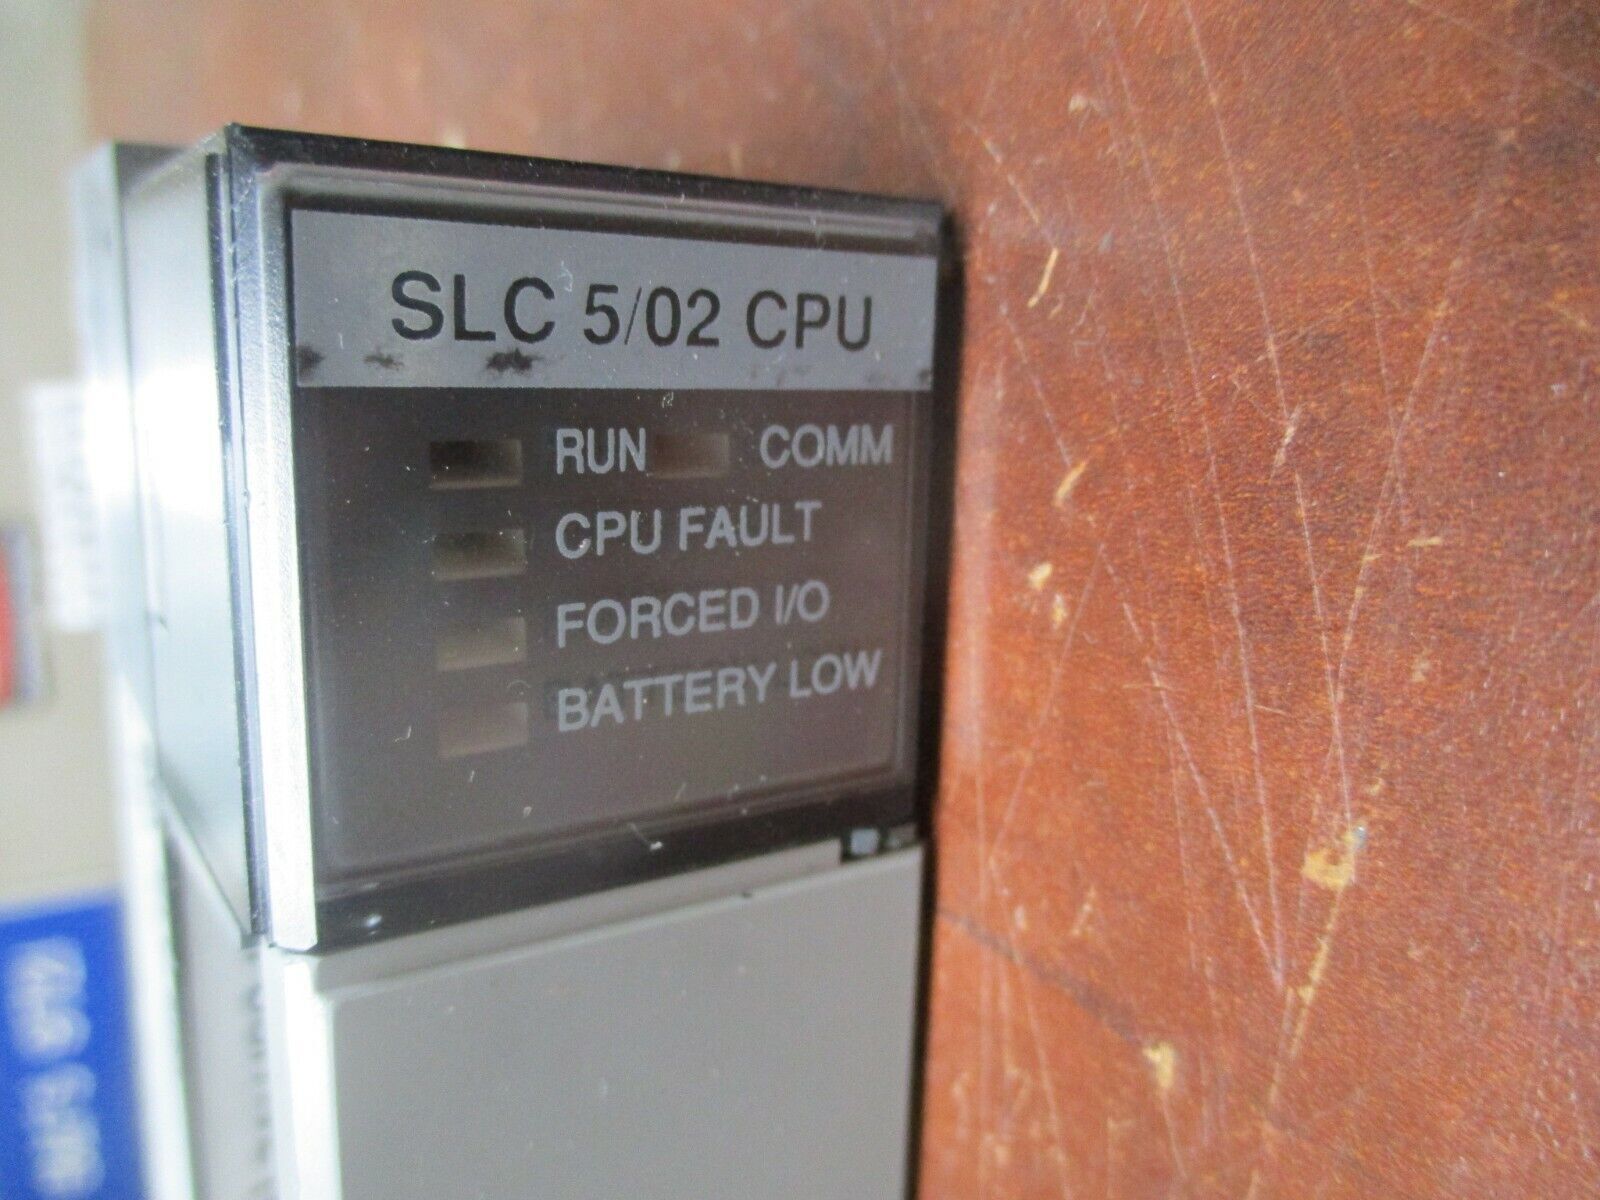 SLC 5/02 CPU
RUN COMM
CPU FAULT
FORCED I/O
BATTERY LOW